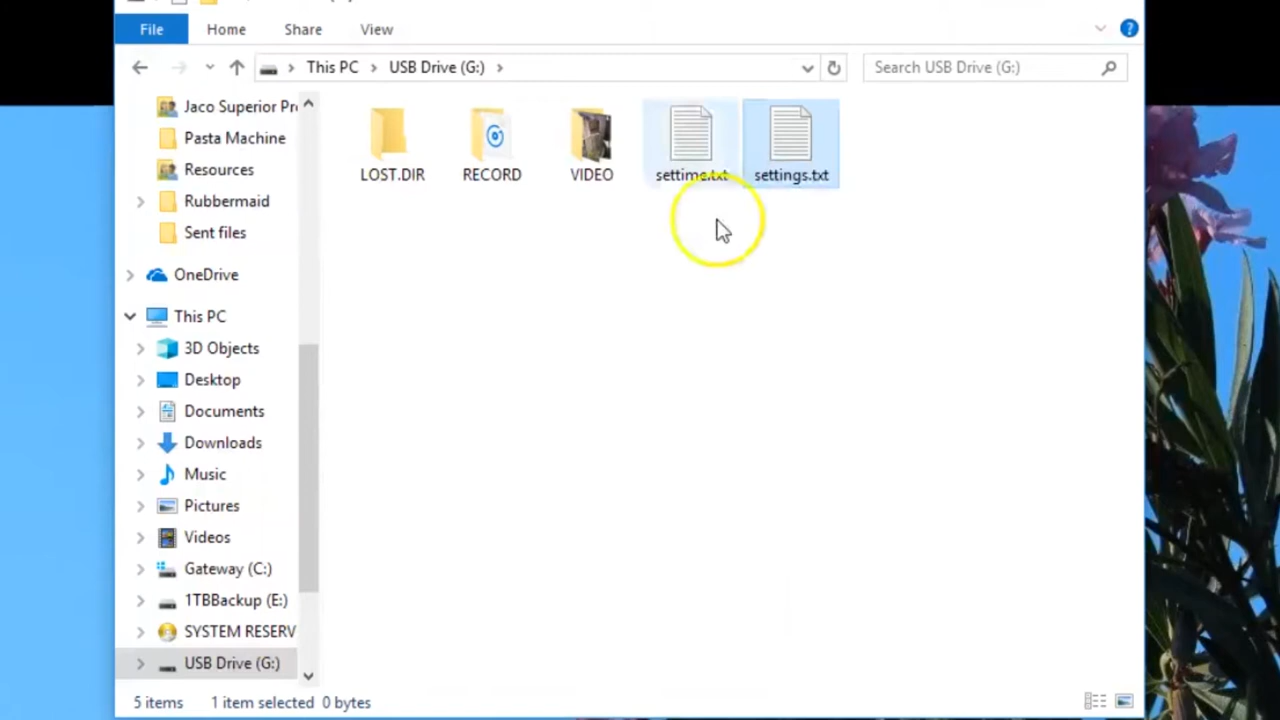 File Home Share View
This PC USB Drive (G:) Search USB Drive (G:)
Jaco Superior Pr
Pasta Machine
Resources
Rubbermaid
Sent files
OneDrive
This PC
3D Objects
Desktop
Documents
Downloads
Music
Pictures
Videos
Gateway (C:)
1TBBackup (E:)
SYSTEM RESERV
USB Drive (G:)
LOST.DIR RECORD VIDEO settime.txt settings.txt
5 items 1 item selected 0 bytes